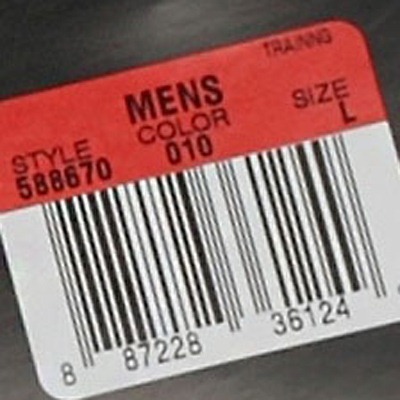 TRAINING
MENS
STYLE COLOR SIZE
588670 010 L
8 87228 36124